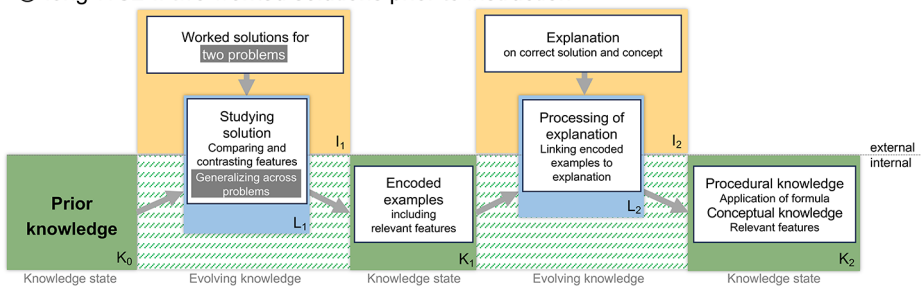 Worked solutions for
two problems
I1
Studying
solution
Comparing and
contrasting features
Generalizing across
problems
L1
Explanation
on correct solution and concept
I2
Processing of
explanation
Linking encoded
examples to
explanation
L2
external
internal
Prior
knowledge
K0
Encoded
examples
including
relevant features
K1
Procedural knowledge
Application of formula
Conceptual knowledge
Relevant features
K2
Knowledge state
Evolving knowledge
Knowledge state
Evolving knowledge
Knowledge state